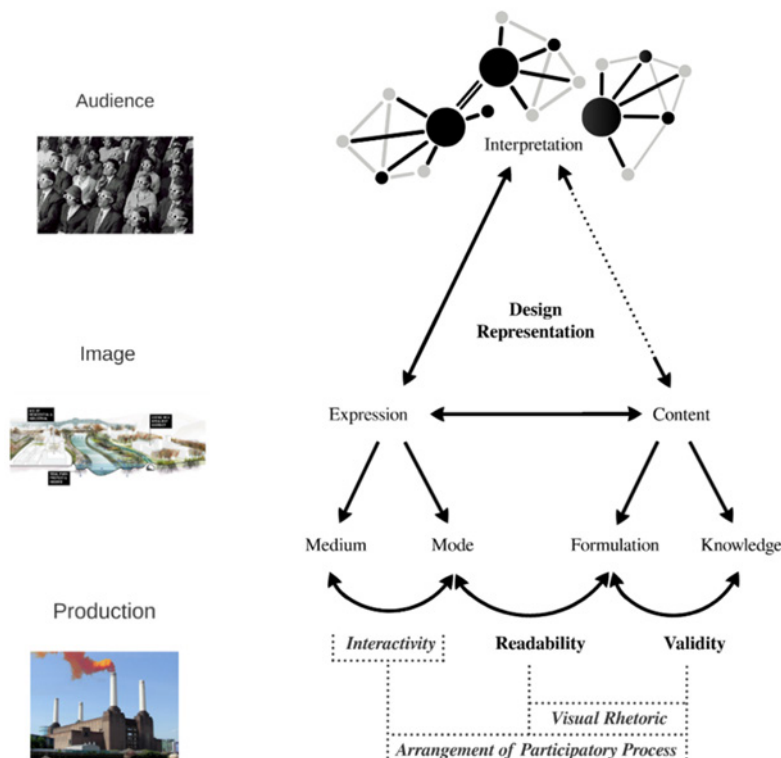 Audience
Interpretation
Design
Representation
Image
Expression
Content
Medium
Mode
Formulation
Knowledge
Production
Interactivity
Readability
Validity
Visual Rhetoric
Arrangement of Participatory Process